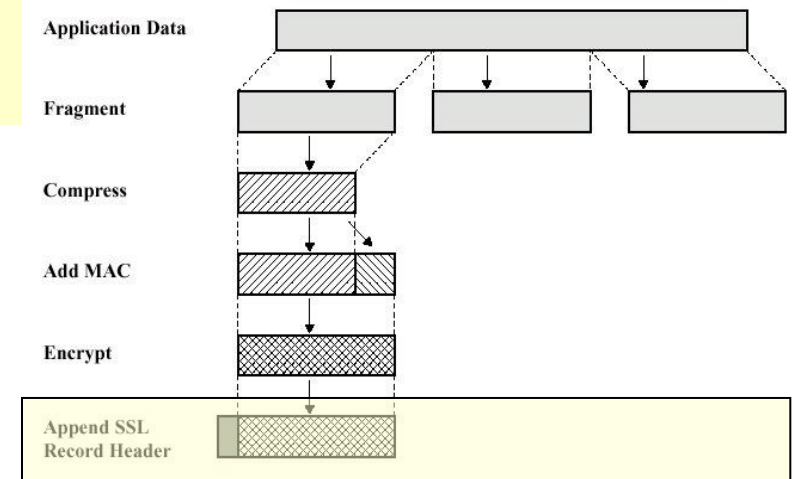 Application Data
Fragment
Compress
Add MAC
Encrypt
Append SSL
Record Header